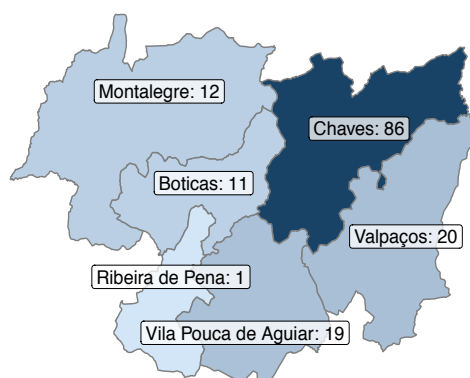 Montalegre: 12
Chaves: 86
Boticas: 11
Valpaços: 20
Ribeira de Pena: 1
Vila Pouca de Aguiar: 19